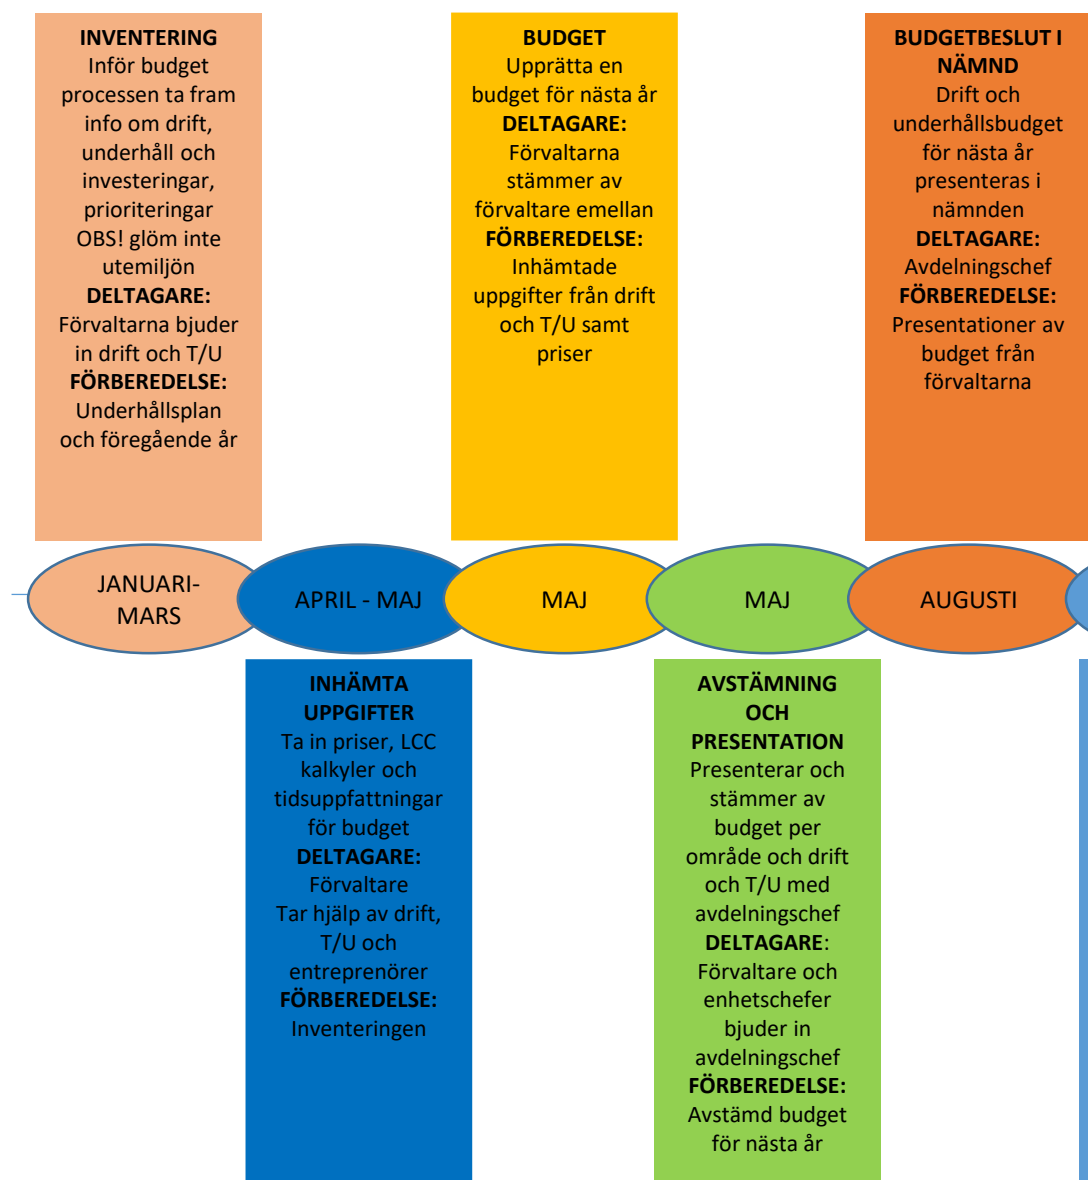 INVENTERING
Inför budget
processen ta fram
info om drift,
underhåll och
investeringar,
prioriteringar
OBS! glöm inte
utemiljön
DELTAGARE:
Förvaltarna bjuder
in drift och T/U
FÖRBEREDELSE:
Underhållsplan
och föregående år
BUDGET
Upprätta en
budget för nästa år
DELTAGARE:
Förvaltarna
stämmer av
förvaltare emellan
FÖRBEREDELSE:
Inhämtade
uppgifter från drift
och T/U samt
priser
BUDGETBESLUT I
NÄMND
Drift och
underhållsbudget
för nästa år
presenteras i
nämnden
DELTAGARE:
Avdelningschef
FÖRBEREDELSE:
Presentationer av
budget från
förvaltarna
JANUARI-
MARS
APRIL - MAJ
MAJ
MAJ
AUGUSTI
INHÄMTA
UPPGIFTER
Ta in priser, LCC
kalkyler och
tidsuppfattningar
för budget
DELTAGARE:
Förvaltare
Tar hjälp av drift,
T/U och
entreprenörer
FÖRBEREDELSE:
Inventeringen
AVSTÄMNING
OCH
PRESENTATION
Presenterar och
stämmer av
budget per
område och drift
och T/U med
avdelningschef
DELTAGARE:
Förvaltare och
enhetschefer
bjuder in
avdelningschef
FÖRBEREDELSE:
Avstämd budget
för nästa år